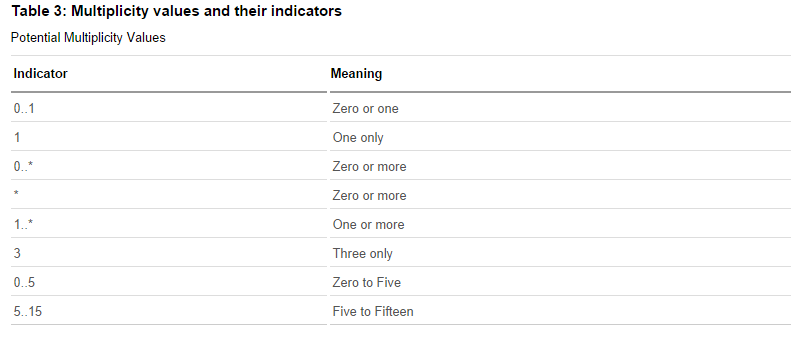 Table 3: Multiplicity values and their indicators
Potential Multiplicity Values
Indicator Meaning
0..1 Zero or one
1 One only
0..* Zero or more
* Zero or more
1..* One or more
3 Three only
0..5 Zero to Five
5..15 Five to Fifteen